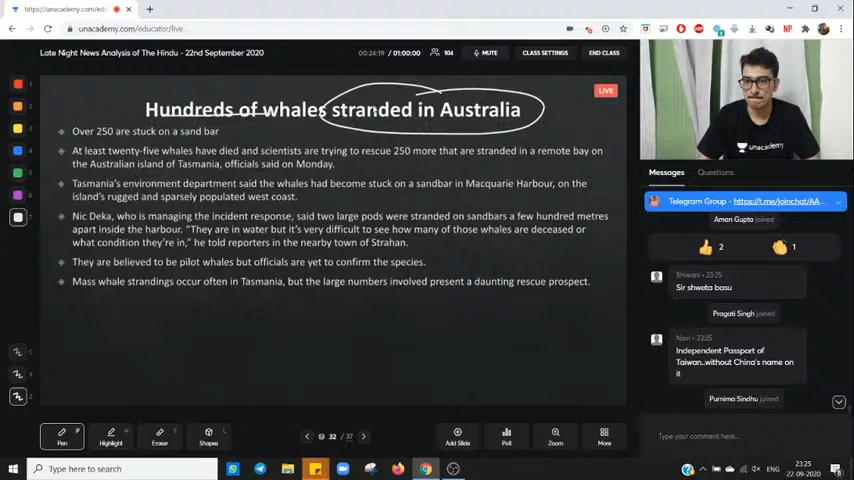 https://unacademy.com/edu
unacademy.com/educator/live
NP
Late Night News Analysis of The Hindu - 22nd September 2020
00:24:19 / 01:00:00
104
MUTE
CLASS SETTINGS
END CLASS
LIVE
Hundreds of whales stranded in Australia
Over 250 are stuck on a sand bar
At least twenty-five whales have died and scientists are trying to rescue 250 more that are stranded in a remote bay on
the Australian island of Tasmania, officials said on Monday.
Tasmania's environment department said the whales had become stuck on a sandbar in Macquarie Harbour, on the
island's rugged and sparsely populated west coast.
Nic Deka, who is managing the incident response, said two large pods were stranded on sandbars a few hundred metres
apart inside the harbour. "They are in water but it's very difficult to see how many of those whales are deceased or
what condition they're in," he told reporters in the nearby town of Strahan.
They are believed to be pilot whales but officials are yet to confirm the species.
Mass whale strandings occur often in Tasmania, but the large numbers involved present a daunting rescue prospect.
1
2
3
4
5
6
7
C
X
Z
Pen
P
Highlight
H
Eraser
E
Shapes
L
32 / 37
Add Slide
Poll
Zoom
More
unacademy
Messages
Questions
Telegram Group - https://t.me/joinchat/AA...
Aman Gupta joined
2
1
Shiwani 23:25
Sir shweta basu
Pragati Singh joined
Navi 23:25
Independent Passport of
Taiwan..without China's name on
it
Purnima Sindhu joined
Type your comment here...
Type here to search
ENG
23:25
22-09-2020